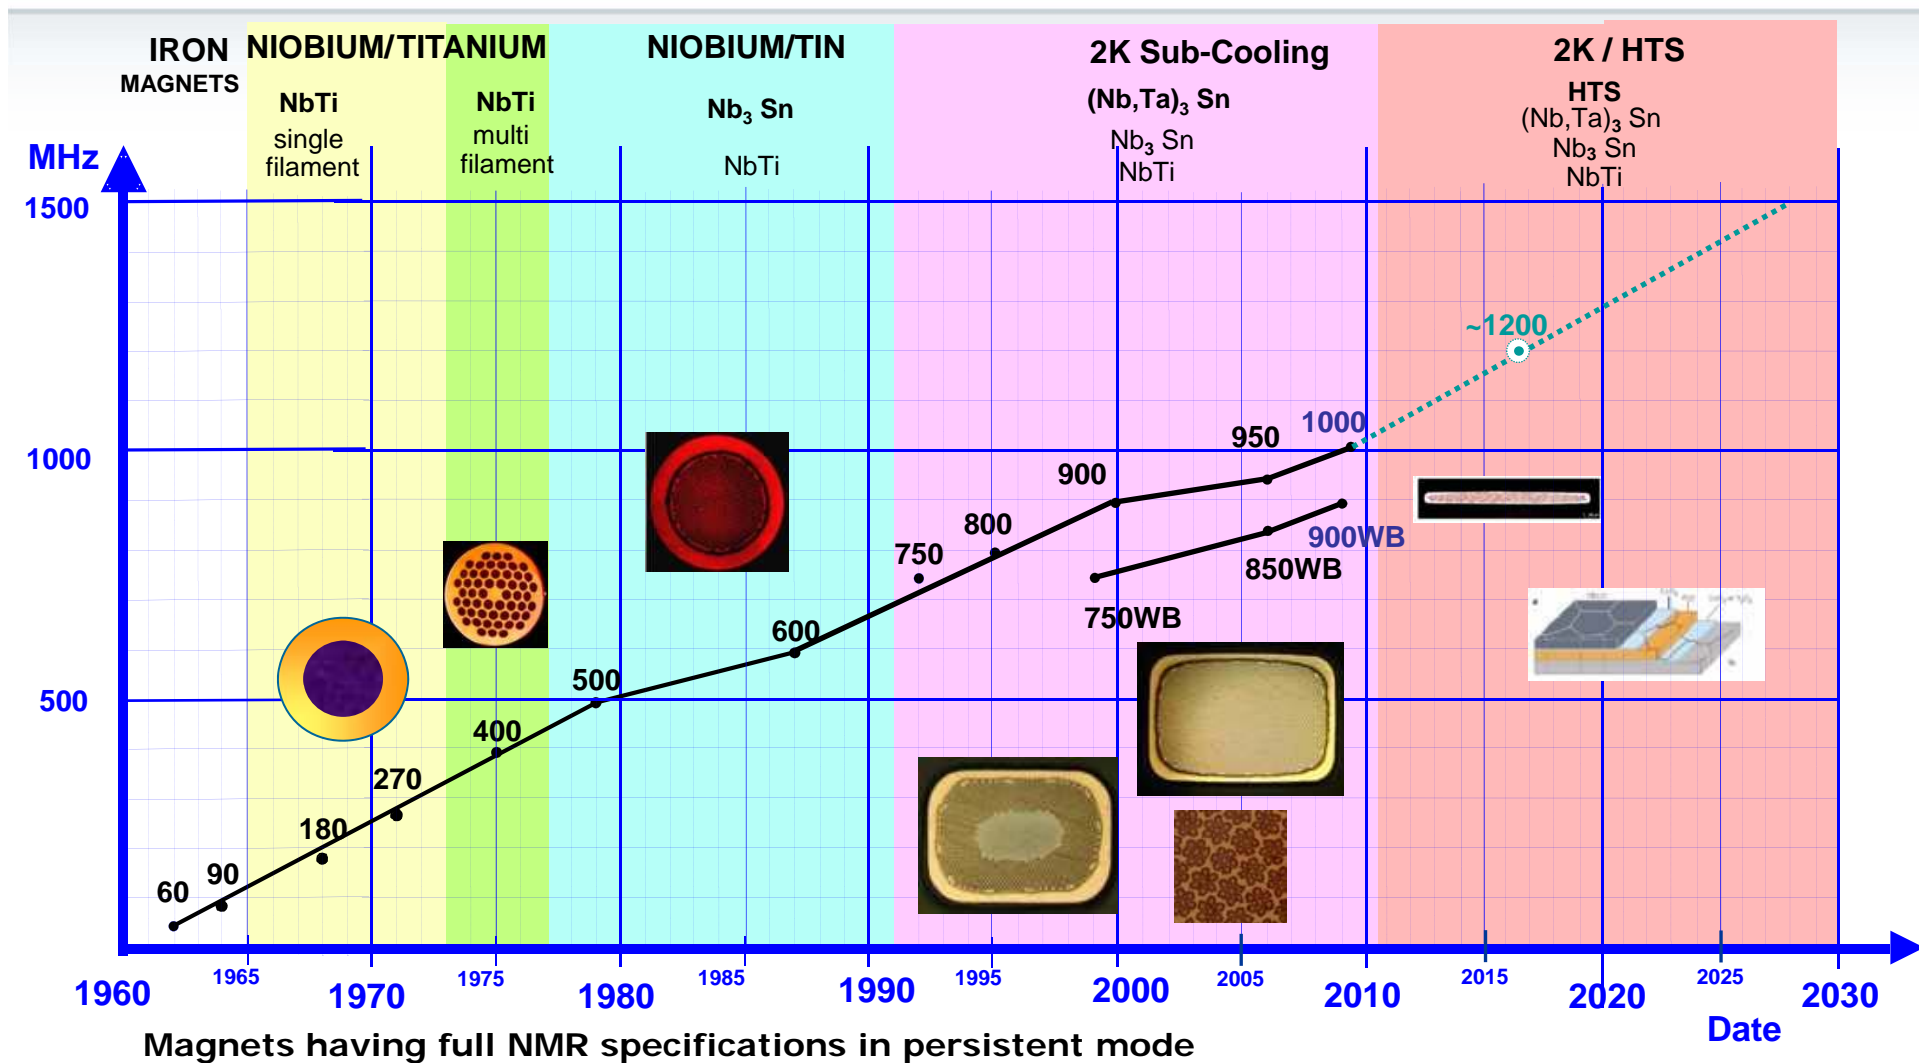 IRON
MAGNETS
NIOBIUM/TITANIUM
NIOBIUM/TIN
2K Sub-Cooling
2K / HTS
NbTi
single
filament
NbTi
multi
filament
Nb₃ Sn
NbTi
(Nb,Ta)₃ Sn
Nb₃ Sn
NbTi
HTS
(Nb,Ta)₃ Sn
Nb₃ Sn
NbTi
MHz
1500
1000
500
60
90
180
270
400
500
600
750
800
900
950
1000
~1200
750WB
850WB
900WB
1960
1965
1970
1975
1980
1985
1990
1995
2000
2005
2010
2015
2020
2025
2030
Date
Magnets having full NMR specifications in persistent mode